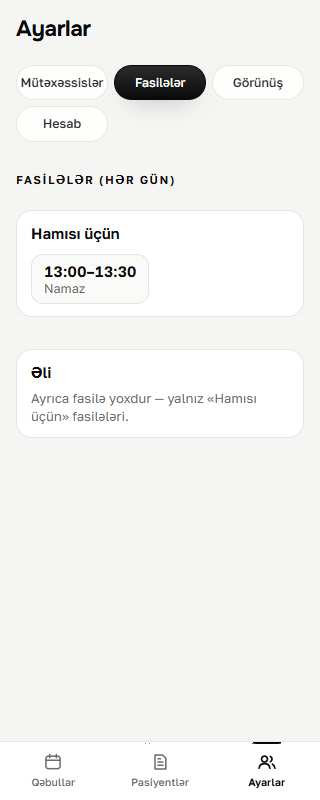 Ayarlar
Mütəxəssislər
Fasilələr
Görünüş
Hesab
FASİLƏLƏR (HƏR GÜN)
Hamısı üçün
13:00–13:30
Namaz
Əli
Ayrıca fasilə yoxdur — yalnız «Hamısı
üçün» fasilələri.
Qəbullar
Pasiyentlər
Ayarlar